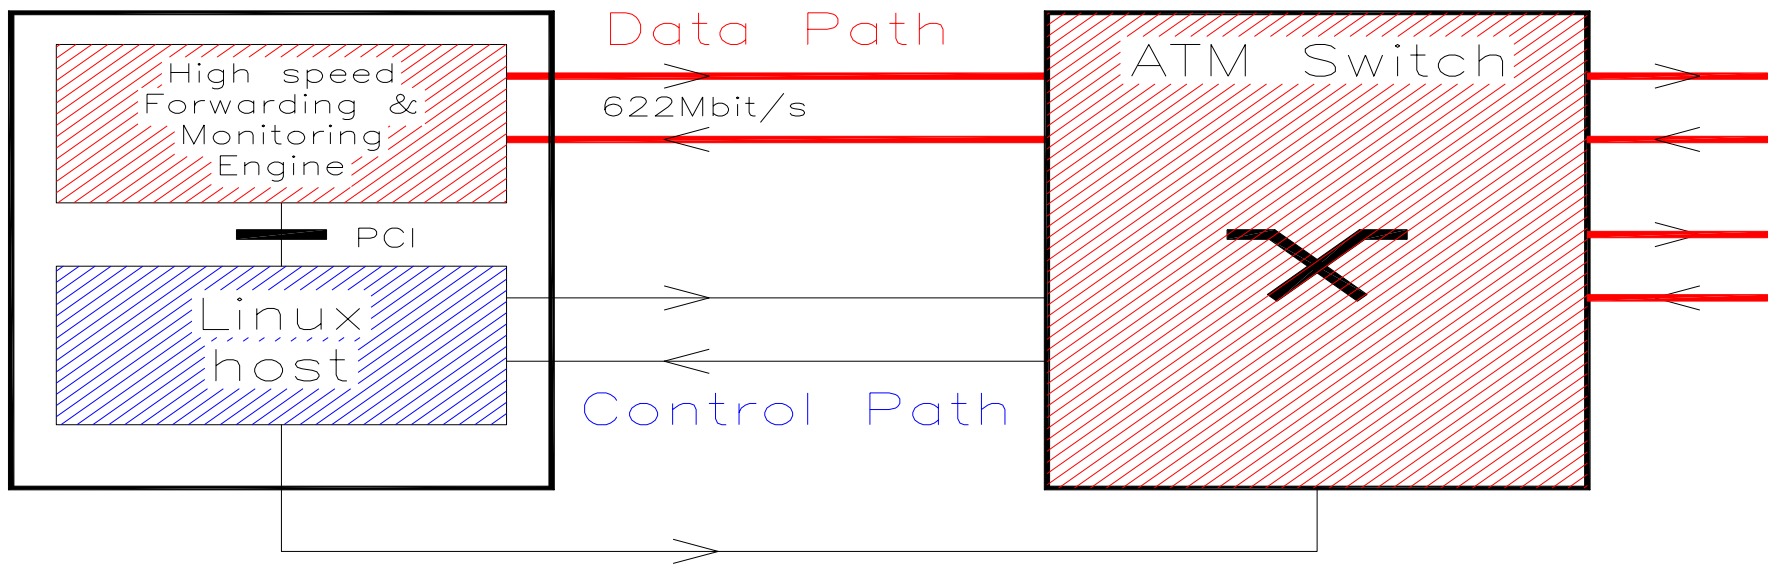 Data Path
ATM Switch
High speed
Forwarding &
Monitoring
Engine
622Mbit/s
PCI
Linux
host
Control Path